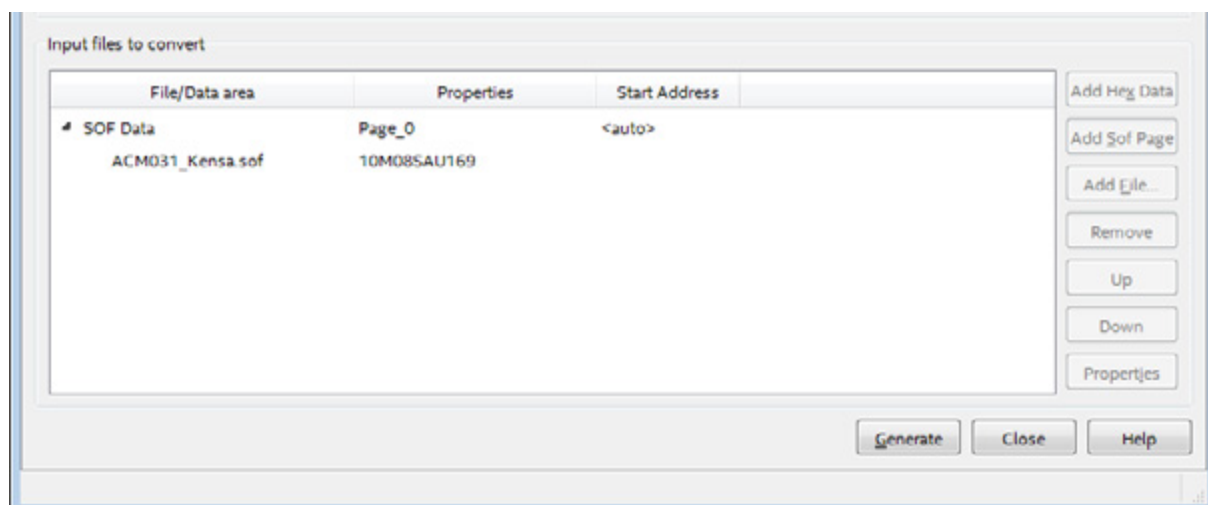 Input files to convert
File/Data area Properties Start Address
SOF Data Page_0 <auto>
ACM031_Kensa.sof 10M08SAU169
Add Hex Data
Add Sof Page
Add File...
Remove
Up
Down
Properties
Generate Close Help